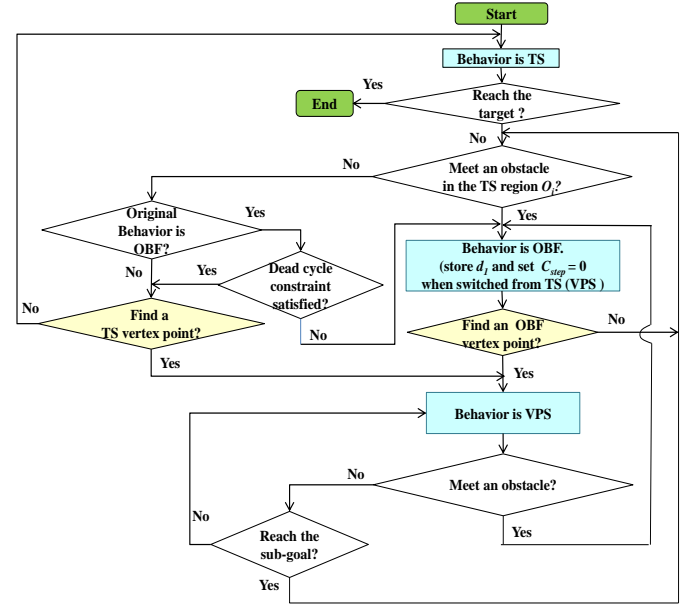 Start
Behavior is TS
Yes
Reach the
target ?
End
No
No
Meet an obstacle
in the TS region Oi?
Yes
Original
Behavior is
OBF?
Yes
Behavior is OBF.
(store d1 and set Cstep = 0
when switched from TS (VPS )
No
Yes
Dead cycle
constraint
satisfied?
No
Find a
TS vertex point?
No
Find an OBF
vertex point?
No
Yes
Yes
Behavior is VPS
No
Meet an obstacle?
No
Yes
Reach the
sub-goal?
Yes